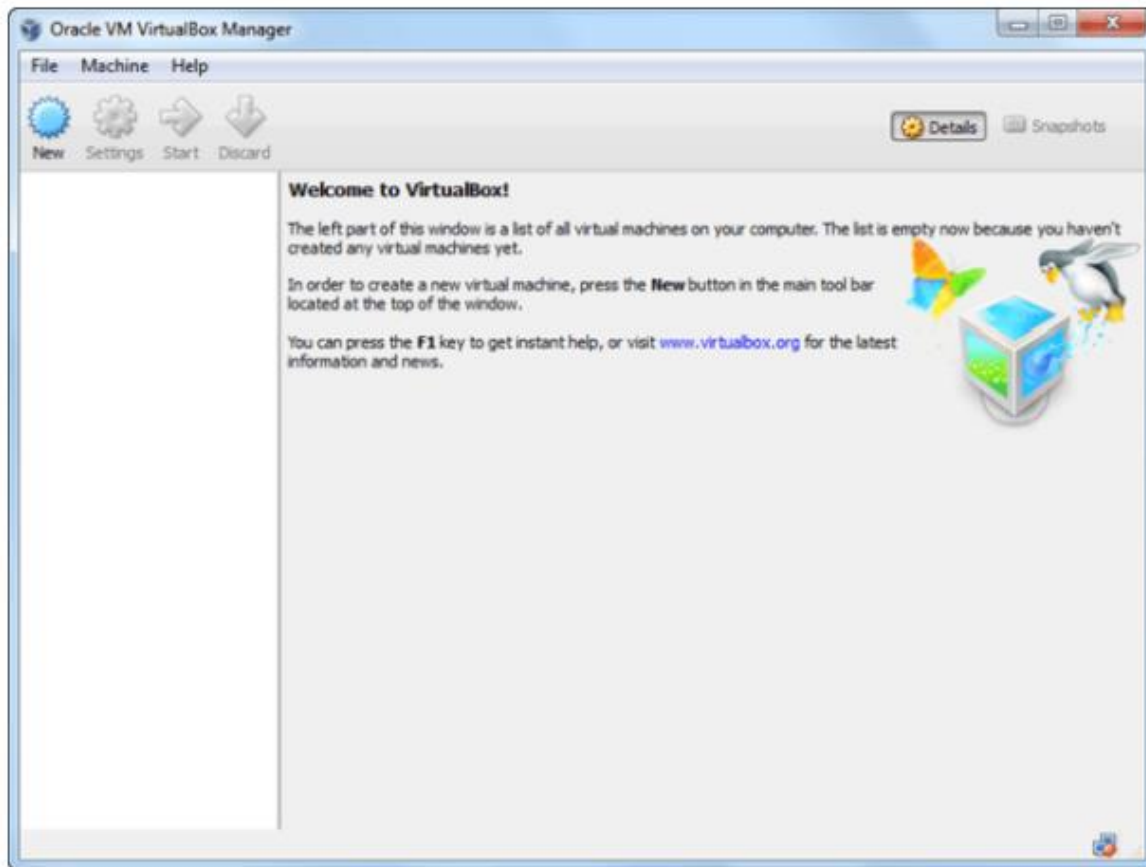 Oracle VM VirtualBox Manager
File Machine Help
New Settings Start Discard
Details Snapshots
Welcome to VirtualBox!
The left part of this window is a list of all virtual machines on your computer. The list is empty now because you haven't
created any virtual machines yet.
In order to create a new virtual machine, press the New button in the main tool bar
located at the top of the window.
You can press the F1 key to get instant help, or visit www.virtualbox.org for the latest
information and news.